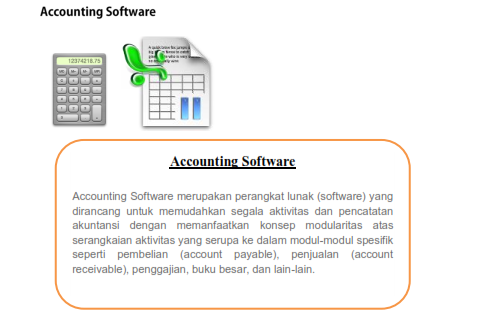 Accounting Software
12374218.75
Accounting Software
Accounting Software merupakan perangkat lunak (software) yang
dirancang untuk memudahkan segala aktivitas dan pencatatan
akuntansi dengan memanfaatkan konsep modularitas atas
serangkaian aktivitas yang serupa ke dalam modul-modul spesifik
seperti pembelian (account payable), penjualan (account
receivable), penggajian, buku besar, dan lain-lain.